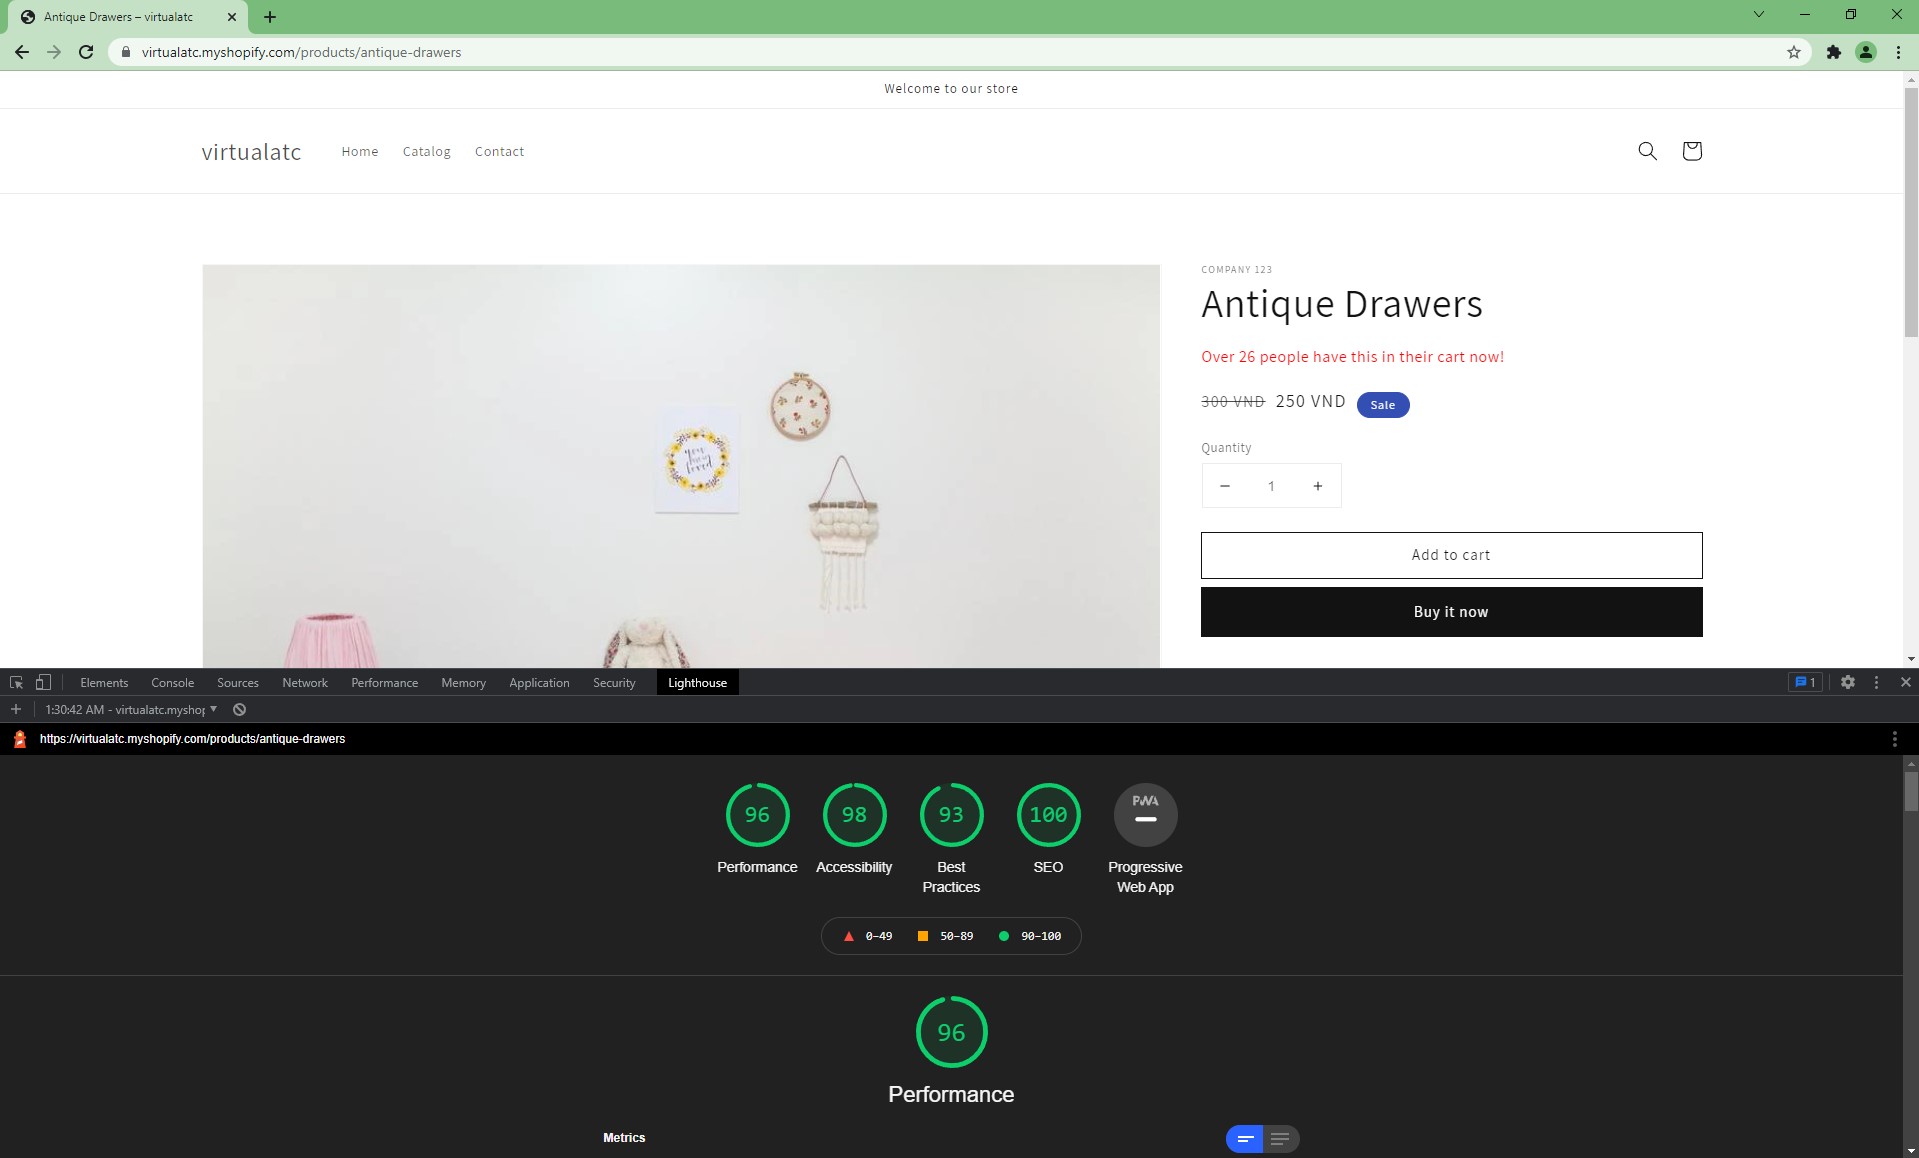 Antique Drawers – virtualatc
virtualatc.myshopify.com/products/antique-drawers
Welcome to our store
virtualatc
Home Catalog Contact
COMPANY 123
Antique Drawers
Over 26 people have this in their cart now!
300 VND 250 VND Sale
Quantity
1
Add to cart
Buy it now
Elements Console Sources Network Performance Memory Application Security Lighthouse 1
1:30:42 AM - virtualatc.myshop
https://virtualatc.myshopify.com/products/antique-drawers
96 98 93 100 PWA
Performance Accessibility Best Practices SEO Progressive Web App
0–49 50–89 90–100
96
Performance
Metrics